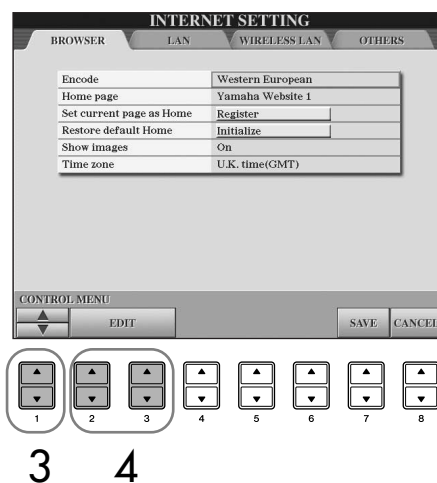 INTERNET SETTING
BROWSER LAN WIRELESS LAN OTHERS
Encode Western European
Home page Yamaha Website 1
Set current page as Home Register
Restore default Home Initialize
Show images On
Time zone U.K. time(GMT)
CONTROL MENU
EDIT SAVE CANCEL
1 2 3 4 5 6 7 8
3 4